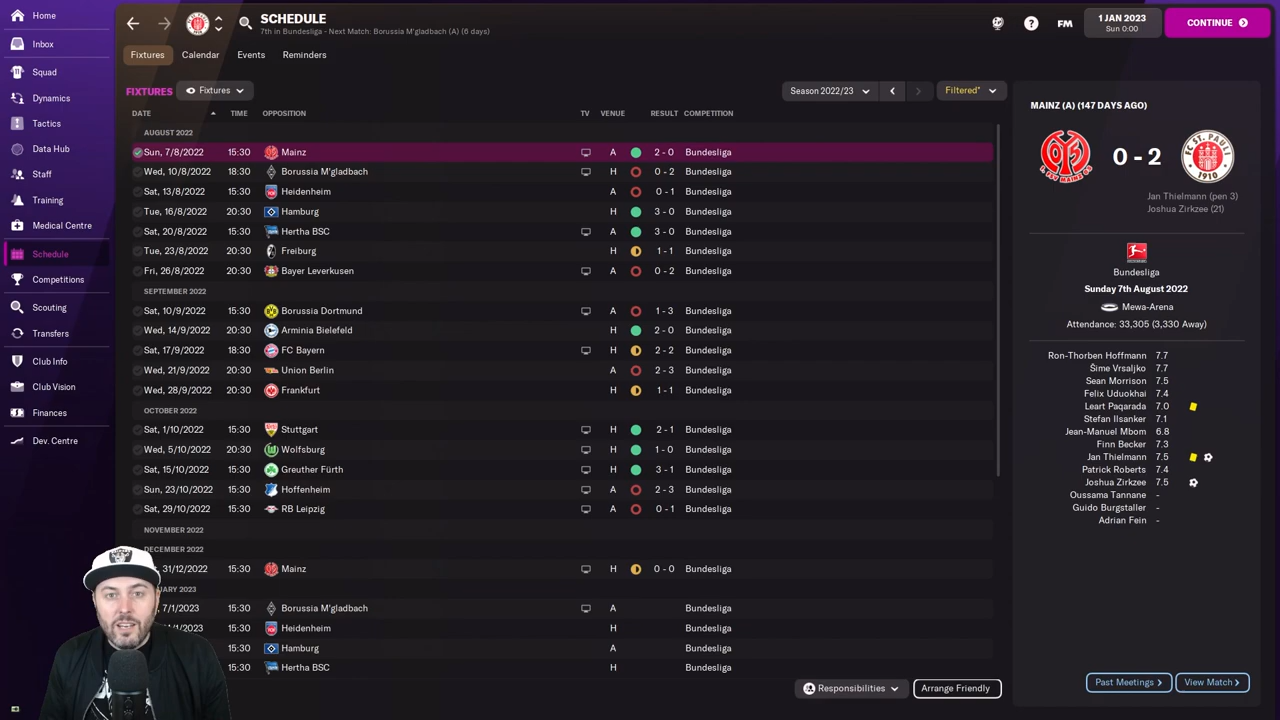 Home
Inbox
Squad
Dynamics
Tactics
Data Hub
Staff
Training
Medical Centre
Schedule
Competitions
Scouting
Transfers
Club Info
Club Vision
Finances
Dev. Centre
SCHEDULE
7th in Bundesliga - Next Match: Borussia M'gladbach (A) (6 days)
FM
1 JAN 2023
Sun 0:00
CONTINUE
Fixtures Calendar Events Reminders
FIXTURES Fixtures Season 2022/23 Filtered*
DATE TIME OPPOSITION TV VENUE RESULT COMPETITION
AUGUST 2022
Sun, 7/8/2022 15:30 Mainz A 2 - 0 Bundesliga
Wed, 10/8/2022 18:30 Borussia M'gladbach H 0 - 2 Bundesliga
Sat, 13/8/2022 15:30 Heidenheim A 0 - 1 Bundesliga
Tue, 16/8/2022 20:30 Hamburg H 3 - 0 Bundesliga
Sat, 20/8/2022 15:30 Hertha BSC A 3 - 0 Bundesliga
Tue, 23/8/2022 20:30 Freiburg H 1 - 1 Bundesliga
Fri, 26/8/2022 20:30 Bayer Leverkusen A 0 - 2 Bundesliga
SEPTEMBER 2022
Sat, 10/9/2022 15:30 Borussia Dortmund A 1 - 3 Bundesliga
Wed, 14/9/2022 20:30 Arminia Bielefeld H 2 - 0 Bundesliga
Sat, 17/9/2022 18:30 FC Bayern H 2 - 2 Bundesliga
Wed, 21/9/2022 20:30 Union Berlin A 2 - 3 Bundesliga
Wed, 28/9/2022 20:30 Frankfurt H 1 - 1 Bundesliga
OCTOBER 2022
Sat, 1/10/2022 15:30 Stuttgart H 2 - 1 Bundesliga
Wed, 5/10/2022 20:30 Wolfsburg H 1 - 0 Bundesliga
Sat, 15/10/2022 15:30 Greuther Fürth H 3 - 1 Bundesliga
Sun, 23/10/2022 15:30 Hoffenheim A 2 - 3 Bundesliga
Sat, 29/10/2022 15:30 RB Leipzig A 0 - 1 Bundesliga
NOVEMBER 2022
DECEMBER 2022
31/12/2022 15:30 Mainz H 0 - 0 Bundesliga
2023
7/1/2023 15:30 Borussia M'gladbach A Bundesliga
15:30 Heidenheim H Bundesliga
15:30 Hamburg A Bundesliga
15:30 Hertha BSC H Bundesliga
Responsibilities Arrange Friendly
MAINZ (A) (147 DAYS AGO)
0 - 2
FC ST. PAULI
1910
Jan Thielmann (pen 3)
Joshua Zirkzee (21)
Bundesliga
Sunday 7th August 2022
Mewa-Arena
Attendance: 33,305 (3,330 Away)
Ron-Thorben Hoffmann 7.7
Šime Vrsaljko 7.7
Sean Morrison 7.5
Felix Uduokhai 7.4
Leart Paqarada 7.0
Stefan Ilsanker 7.1
Jean-Manuel Mbom 6.8
Finn Becker 7.3
Jan Thielmann 7.5
Patrick Roberts 7.4
Joshua Zirkzee 7.5
Oussama Tannane -
Guido Burgstaller -
Adrian Fein -
Past Meetings View Match